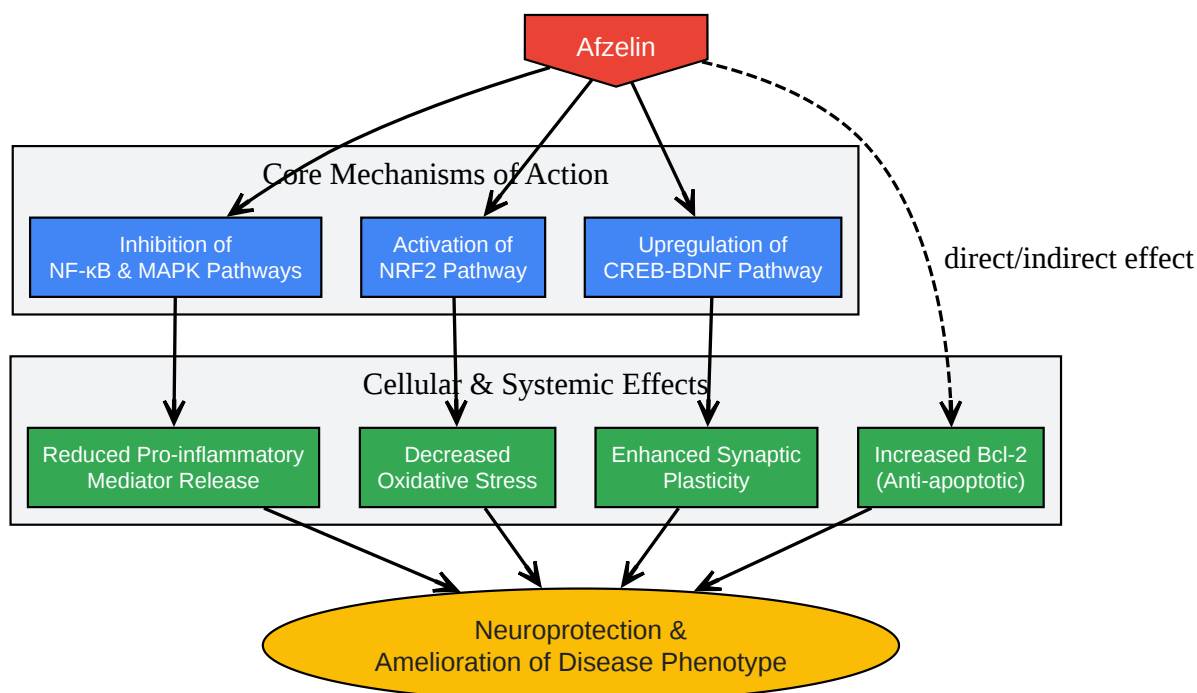 Afzelin
Core Mechanisms of Action
Inhibition of
NF-κB & MAPK Pathways
Activation of
NRF2 Pathway
Upregulation of
CREB-BDNF Pathway
direct/indirect effect
Cellular & Systemic Effects
Reduced Pro-inflammatory
Mediator Release
Decreased
Oxidative Stress
Enhanced Synaptic
Plasticity
Increased Bcl-2
(Anti-apoptotic)
Neuroprotection &
Amelioration of Disease Phenotype